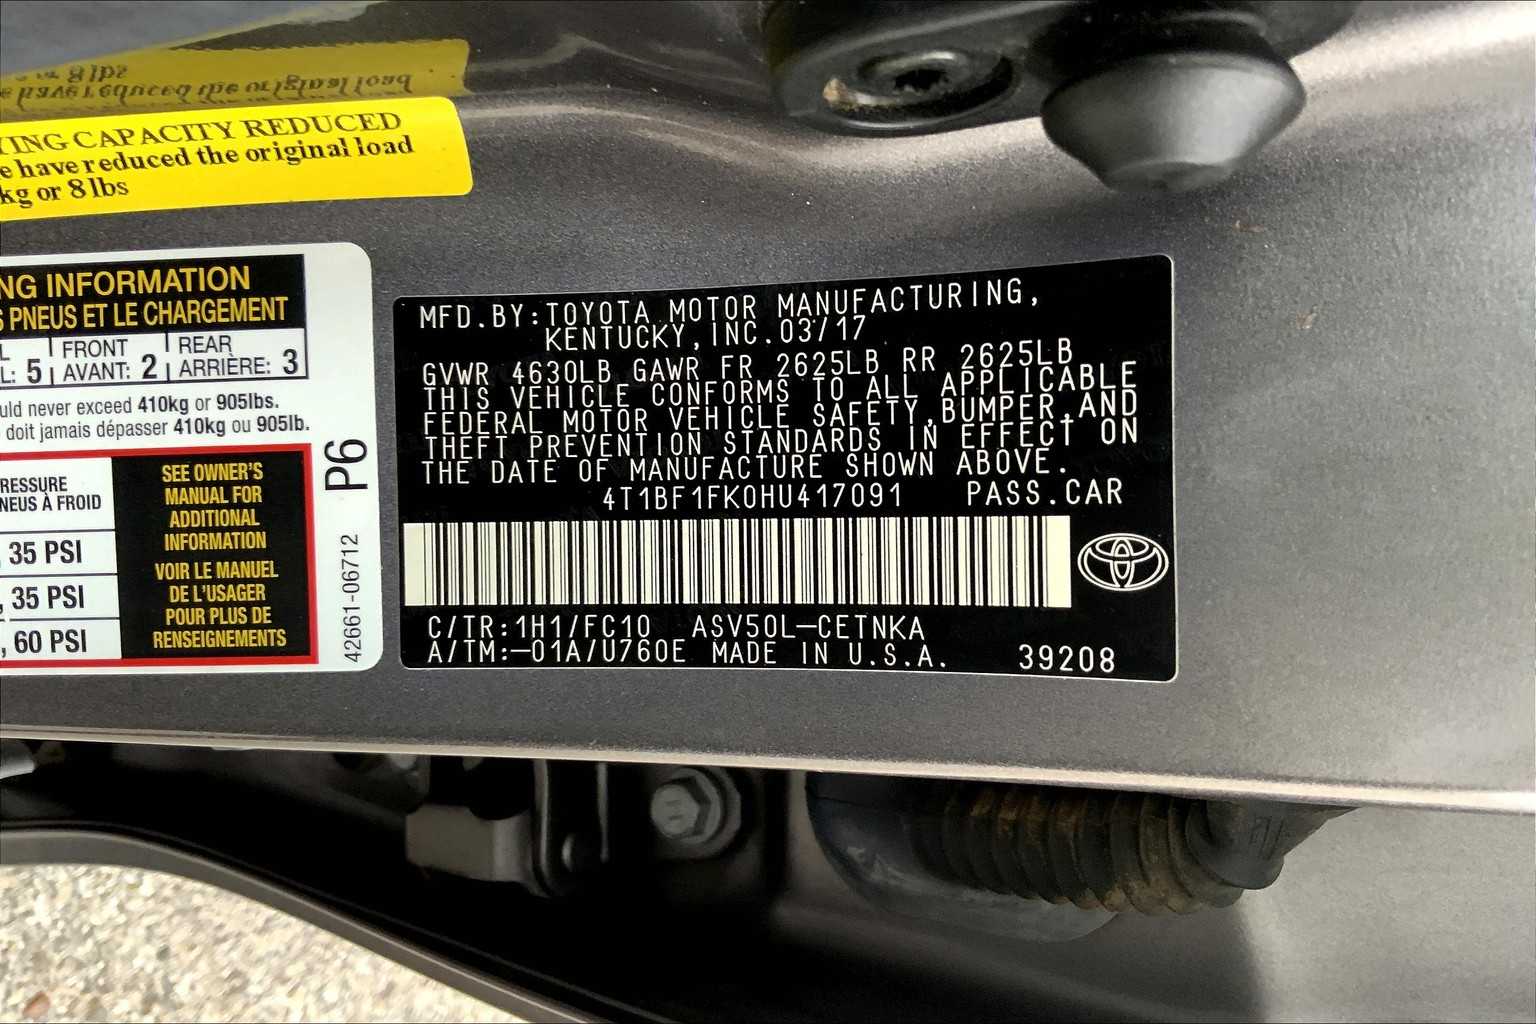 YING CAPACITY REDUCED
e have reduced the original load
kg or 8 lbs
NG INFORMATION
S PNEUS ET LE CHARGEMENT
L FRONT REAR
L: 5 AVANT: 2 ARRIÈRE: 3
uld never exceed 410kg or 905lbs.
doit jamais dépasser 410kg ou 905lb.
RESSURE
NEUS À FROID
, 35 PSI
, 35 PSI
, 60 PSI
SEE OWNER'S
MANUAL FOR
ADDITIONAL
INFORMATION
VOIR LE MANUEL
DE L'USAGER
POUR PLUS DE
RENSEIGNEMENTS
P6
42661-06712
MFD.BY:TOYOTA MOTOR MANUFACTURING,
KENTUCKY,INC.03/17
GVWR 4630LB GAWR FR 2625LB RR 2625LB
THIS VEHICLE CONFORMS TO ALL APPLICABLE
FEDERAL MOTOR VEHICLE SAFETY,BUMPER,AND
THEFT PREVENTION STANDARDS IN EFFECT ON
THE DATE OF MANUFACTURE SHOWN ABOVE.
4T1BF1FK0HU417091 PASS.CAR
C/TR:1H1/FC10 ASV50L-CETNKA
A/TM:-01A/U760E MADE IN U.S.A. 39208